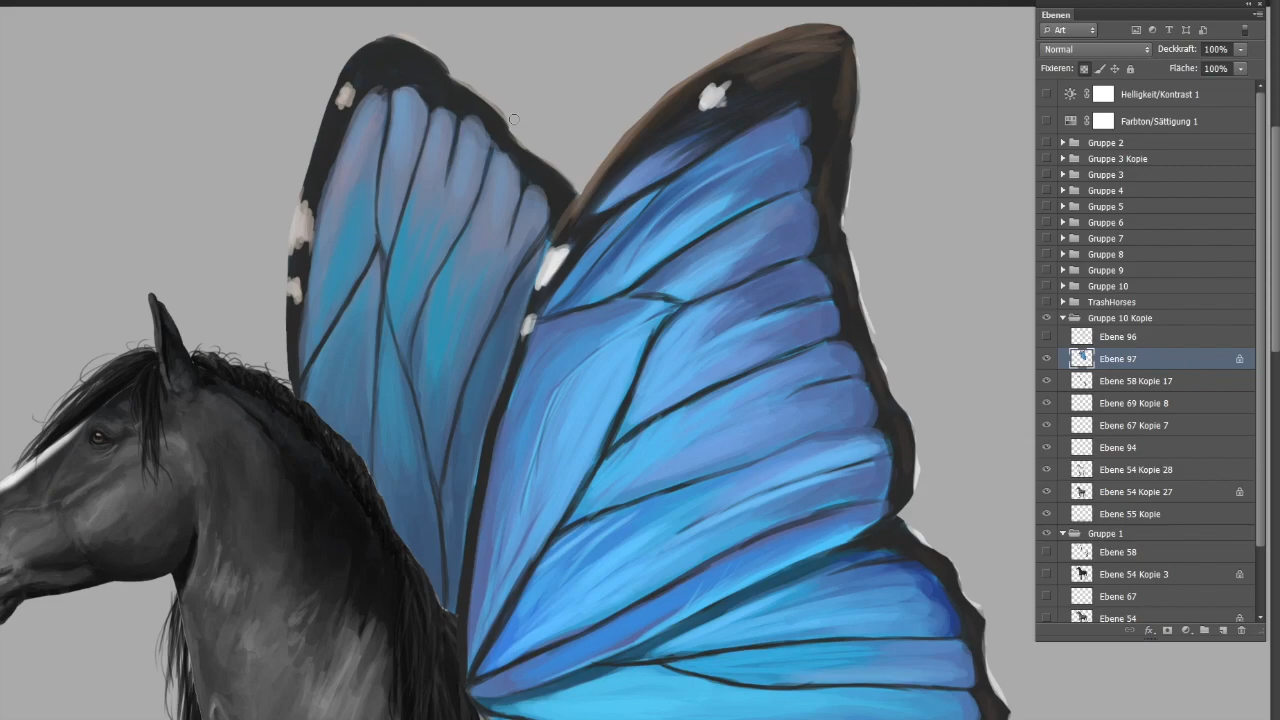 Ebenen
Art
Normal Deckkraft: 100%
Fixieren: Fläche: 100%
Helligkeit/Kontrast 1
Farbton/Sättigung 1
Gruppe 2
Gruppe 3 Kopie
Gruppe 3
Gruppe 4
Gruppe 5
Gruppe 6
Gruppe 7
Gruppe 8
Gruppe 9
Gruppe 10
TrashHorses
Gruppe 10 Kopie
Ebene 96
Ebene 97
Ebene 58 Kopie 17
Ebene 69 Kopie 8
Ebene 67 Kopie 7
Ebene 94
Ebene 54 Kopie 28
Ebene 54 Kopie 27
Ebene 55 Kopie
Gruppe 1
Ebene 58
Ebene 54 Kopie 3
Ebene 67
Ebene 54
fx